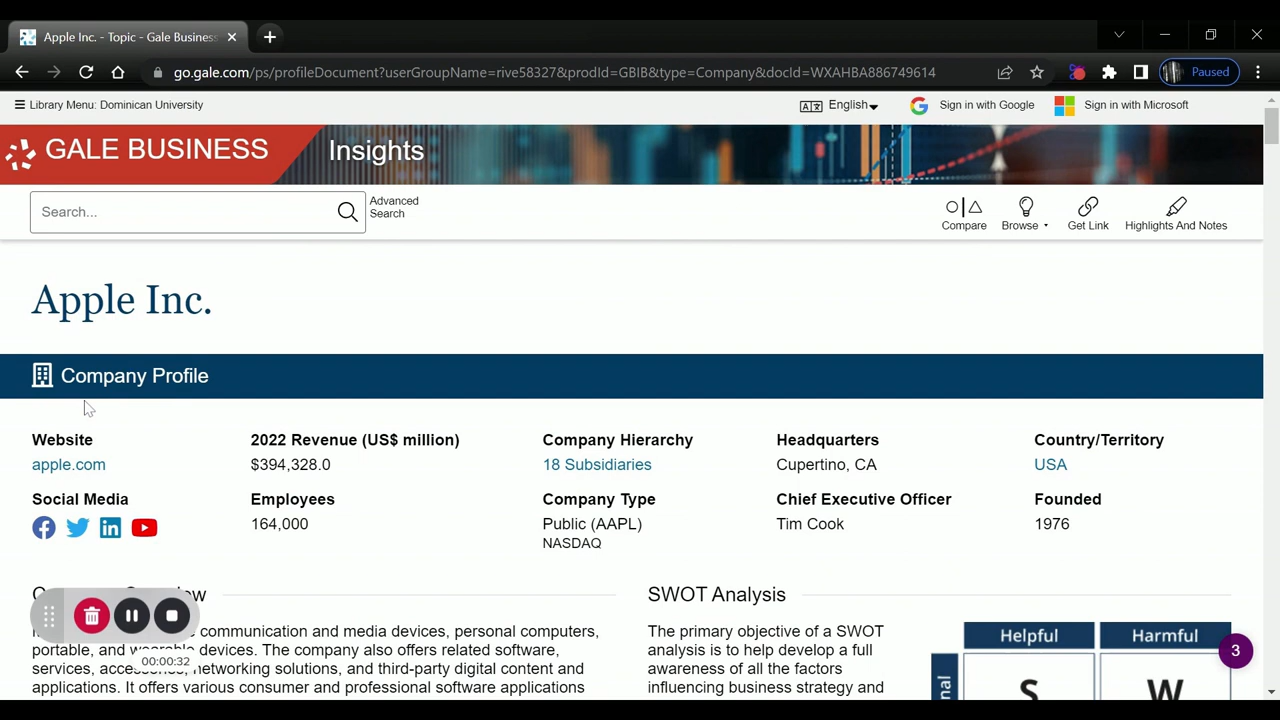 Apple Inc. - Topic - Gale Business
go.gale.com/ps/profileDocument?userGroupName=rive58327&prodId=GBIB&type=Company&docId=WXAHBA886749614
Paused
Library Menu: Dominican University
English
Sign in with Google
Sign in with Microsoft
GALE BUSINESS Insights
Search...
Advanced
Search
Compare
Browse
Get Link
Highlights And Notes
Apple Inc.
Company Profile
Website
apple.com
2022 Revenue (US$ million)
$394,328.0
Company Hierarchy
18 Subsidiaries
Headquarters
Cupertino, CA
Country/Territory
USA
Social Media
Employees
164,000
Company Type
Public (AAPL)
NASDAQ
Chief Executive Officer
Tim Cook
Founded
1976
communication and media devices, personal computers,
portable, and wearable devices. The company also offers related software,
services, networking solutions, and third-party digital content and
applications. It offers various consumer and professional software applications
00:00:32
SWOT Analysis
The primary objective of a SWOT
analysis is to help develop a full
awareness of all the factors
influencing business strategy and
Helpful
Harmful
S
W
3